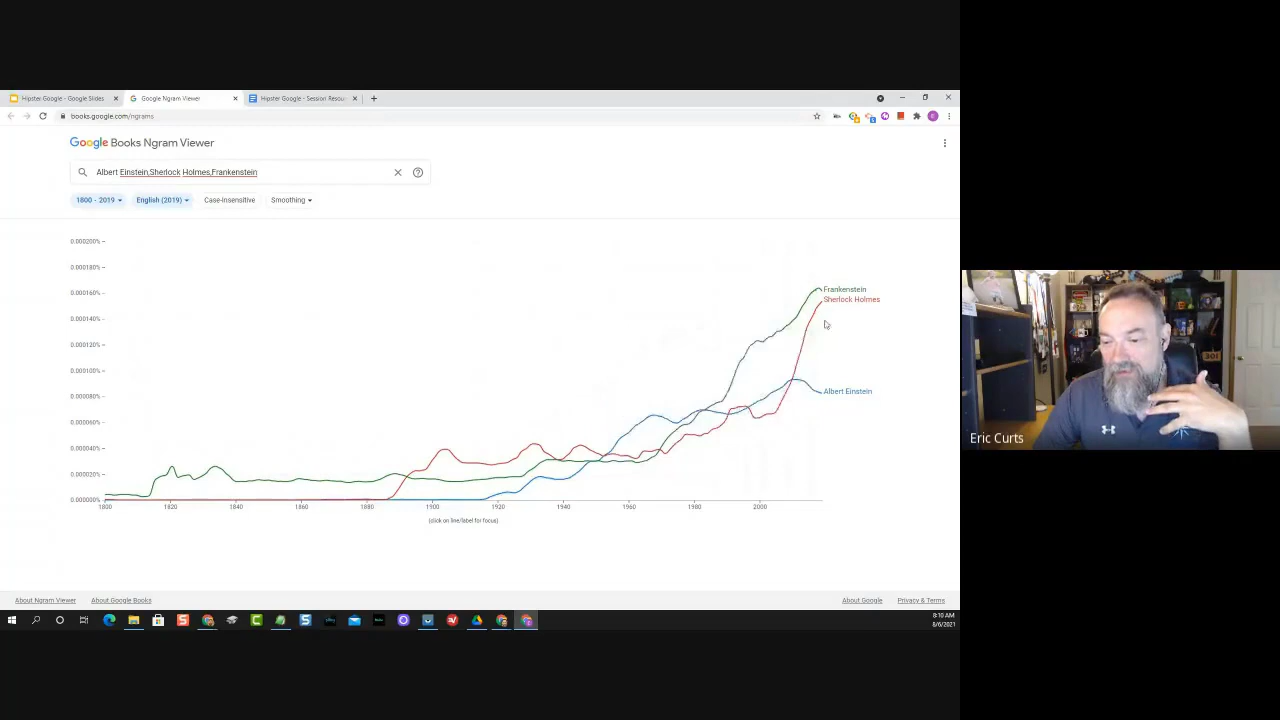 Hipster Google - Google Slides
Google Ngram Viewer
Hipster Google - Session Resou
books.google.com/ngrams
Google Books Ngram Viewer
Albert Einstein,Sherlock Holmes,Frankenstein
1800 - 2019
English (2019)
Case-Insensitive
Smoothing
0.000200%
0.000180%
0.000160%
0.000140%
0.000120%
0.000100%
0.000080%
0.000060%
0.000040%
0.000020%
0.000000%
Frankenstein
Sherlock Holmes
Albert Einstein
1800
1820
1840
1860
1880
1900
1920
1940
1960
1980
2000
(click on line/label for focus)
About Ngram Viewer
About Google Books
About Google
Privacy & Terms
8:10 AM
8/6/2021
301
Eric Curts